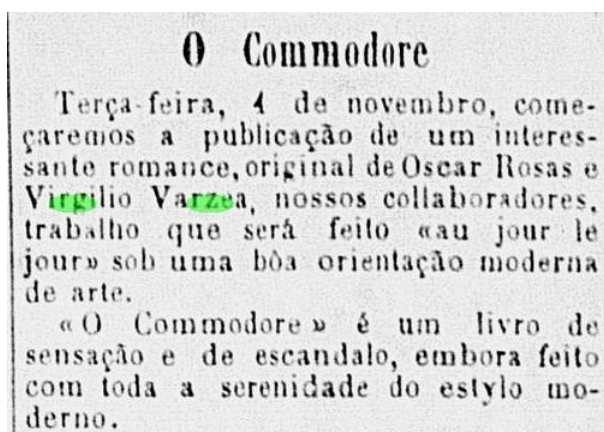 O Commodore
Terça-feira, 4 de novembro, come-
çaremos a publicação de um interes-
sante romance, original de Oscar Rosas e
Virgilio Varzea, nossos collaboradores,
trabalho que será feito «au jour le
jour» sob uma bôa orientação moderna
de arte.
«O Commodore» é um livro de
sensação e de escandalo, embora feito
com toda a serenidade do estylo mo-
derno.